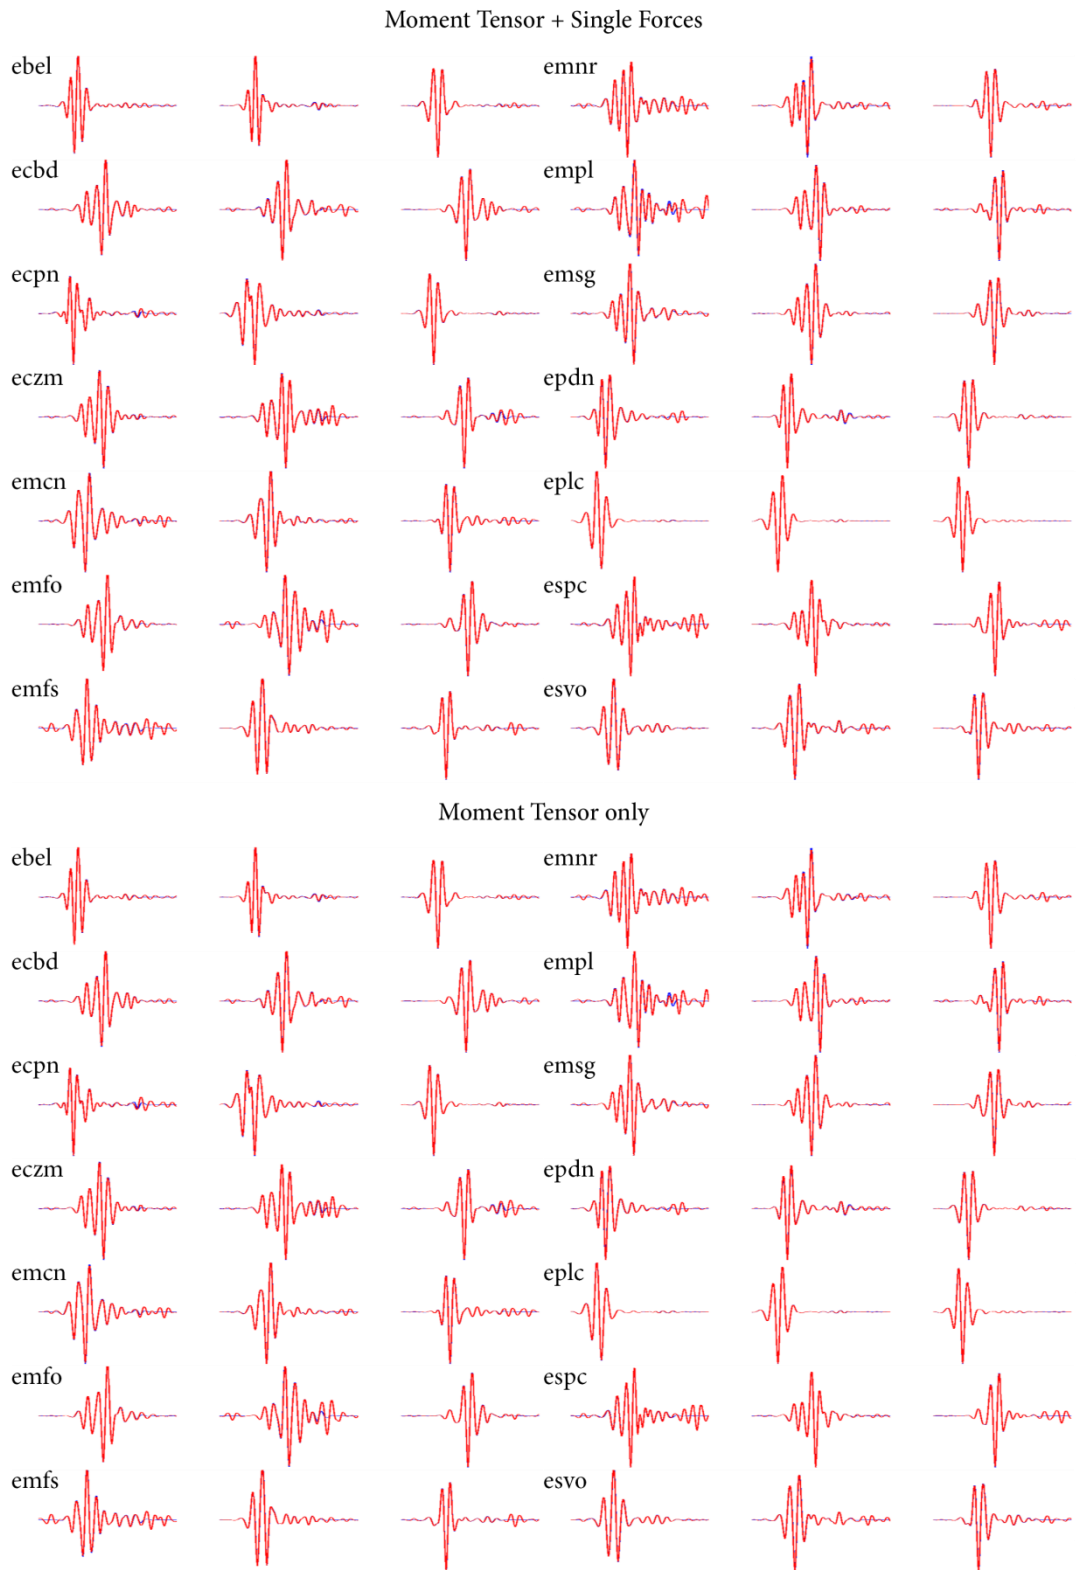 Moment Tensor + Single Forces
ebel emnr
ecbd empl
ecpn emsg
eczm epdn
emcn eplc
emfo espc
emfs esvo
Moment Tensor only
ebel emnr
ecbd empl
ecpn emsg
eczm epdn
emcn eplc
emfo espc
emfs esvo